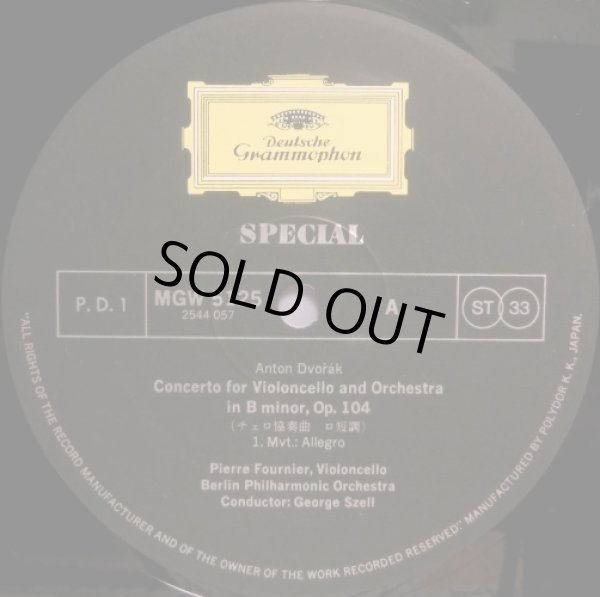 Deutsche
Grammophon
SPECIAL
SOLD OUT
P. D. 1
MGW
2544 057
A
ST 33
Anton Dvořák
Concerto for Violoncello and Orchestra
in B minor, Op. 104
(チェロ協奏曲 ロ短調)
1. Mvt.: Allegro
Pierre Fournier, Violoncello
Berlin Philharmonic Orchestra
Conductor: George Szell
"ALL RIGHTS OF THE RECORD MANUFACTURER AND OF THE OWNER OF THE WORK RECORDED RESERVED." MANUFACTURED BY POLYDOR K. K., JAPAN.